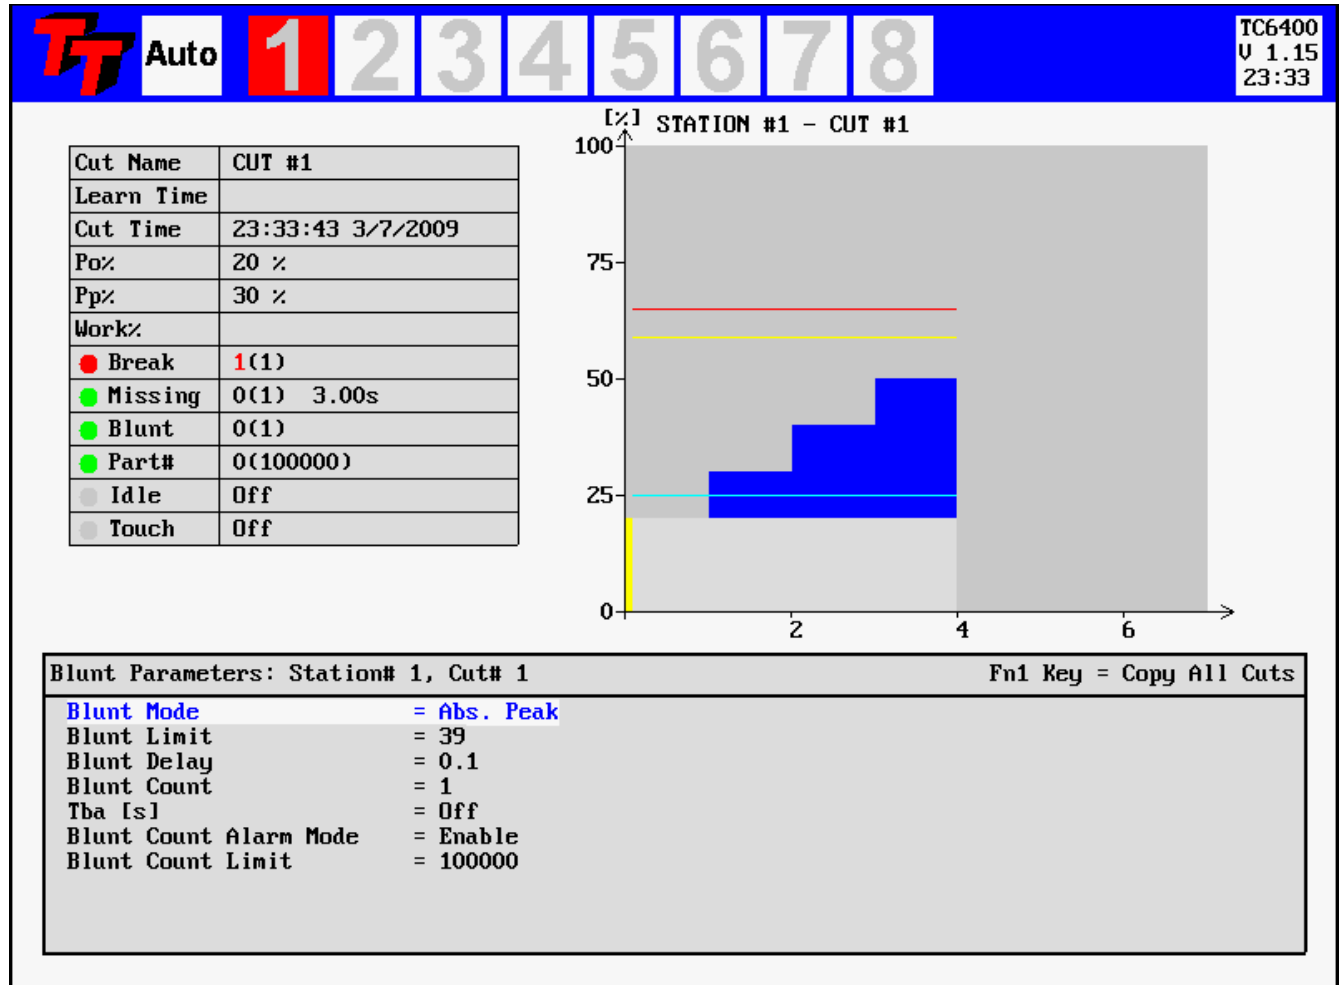 TT Auto 1 2 3 4 5 6 7 8
TC6400
V 1.15
23:33
Cut Name CUT #1
Learn Time
Cut Time 23:33:43 3/7/2009
Po% 20 %
Pp% 30 %
Work%
Break 1(1)
Missing 0(1) 3.00s
Blunt 0(1)
Part# 0(100000)
Idle Off
Touch Off
[%] STATION #1 - CUT #1
100
75
50
25
0
2 4 6
Blunt Parameters: Station# 1, Cut# 1 Fn1 Key = Copy All Cuts
Blunt Mode = Abs. Peak
Blunt Limit = 39
Blunt Delay = 0.1
Blunt Count = 1
Tba [s] = Off
Blunt Count Alarm Mode = Enable
Blunt Count Limit = 100000